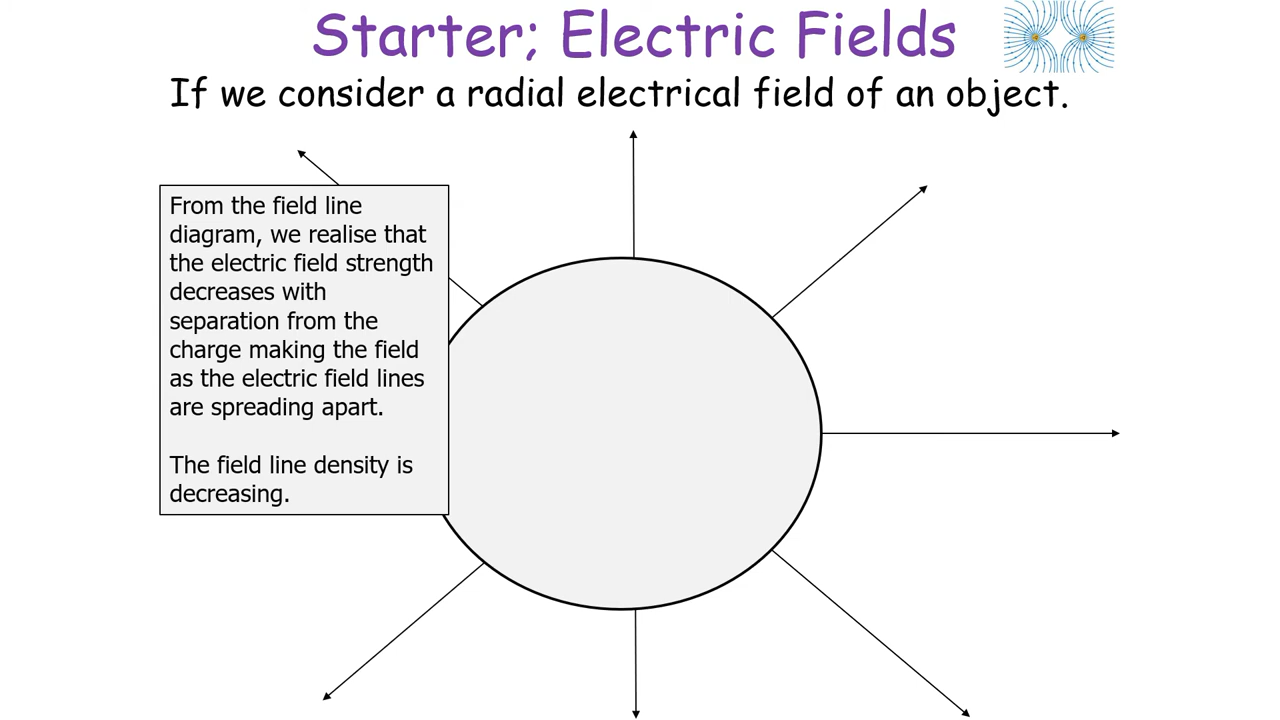 Starter; Electric Fields
If we consider a radial electrical field of an object.
From the field line
diagram, we realise that
the electric field strength
decreases with
separation from the
charge making the field
as the electric field lines
are spreading apart.
The field line density is
decreasing.